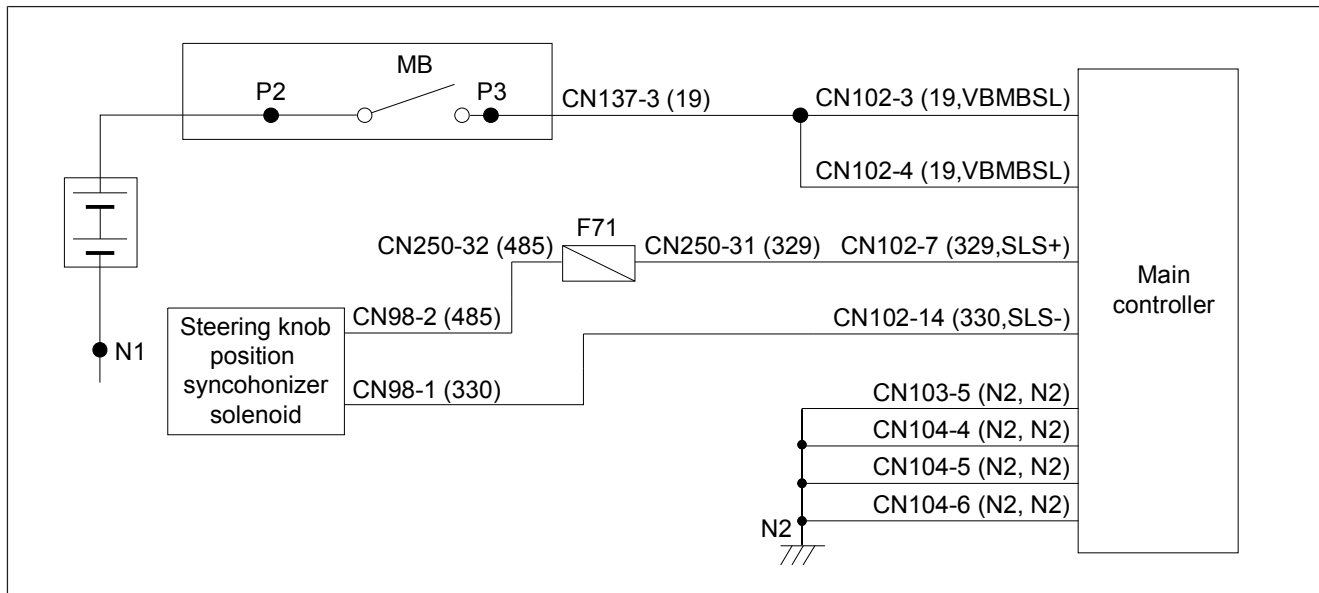 MB
P2
P3
CN137-3 (19)
CN102-3 (19,VBMBSL)
CN102-4 (19,VBMBSL)
F71
CN250-32 (485)
CN250-31 (329)
CN102-7 (329,SLS+)
Main
controller
CN98-2 (485)
CN102-14 (330,SLS-)
Steering knob
position
syncohonizer
solenoid
N1
CN98-1 (330)
CN103-5 (N2, N2)
CN104-4 (N2, N2)
CN104-5 (N2, N2)
CN104-6 (N2, N2)
N2